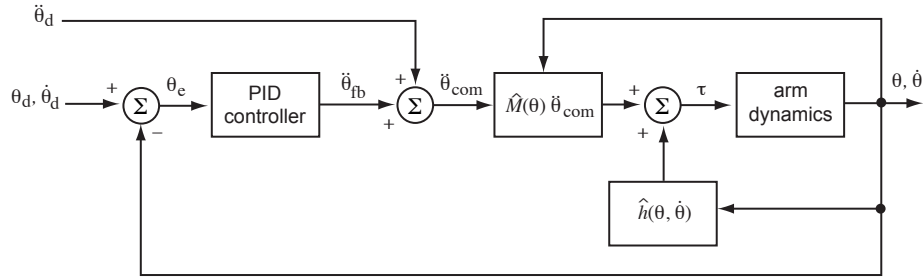 θ̈d
θd, θ̇d
+
−
Σ
θe
PID
controller
θ̈fb
+
+
Σ
θ̈com
M̂(θ) θ̈com
+
+
Σ
τ
arm
dynamics
θ, θ̇
ĥ(θ, θ̇)